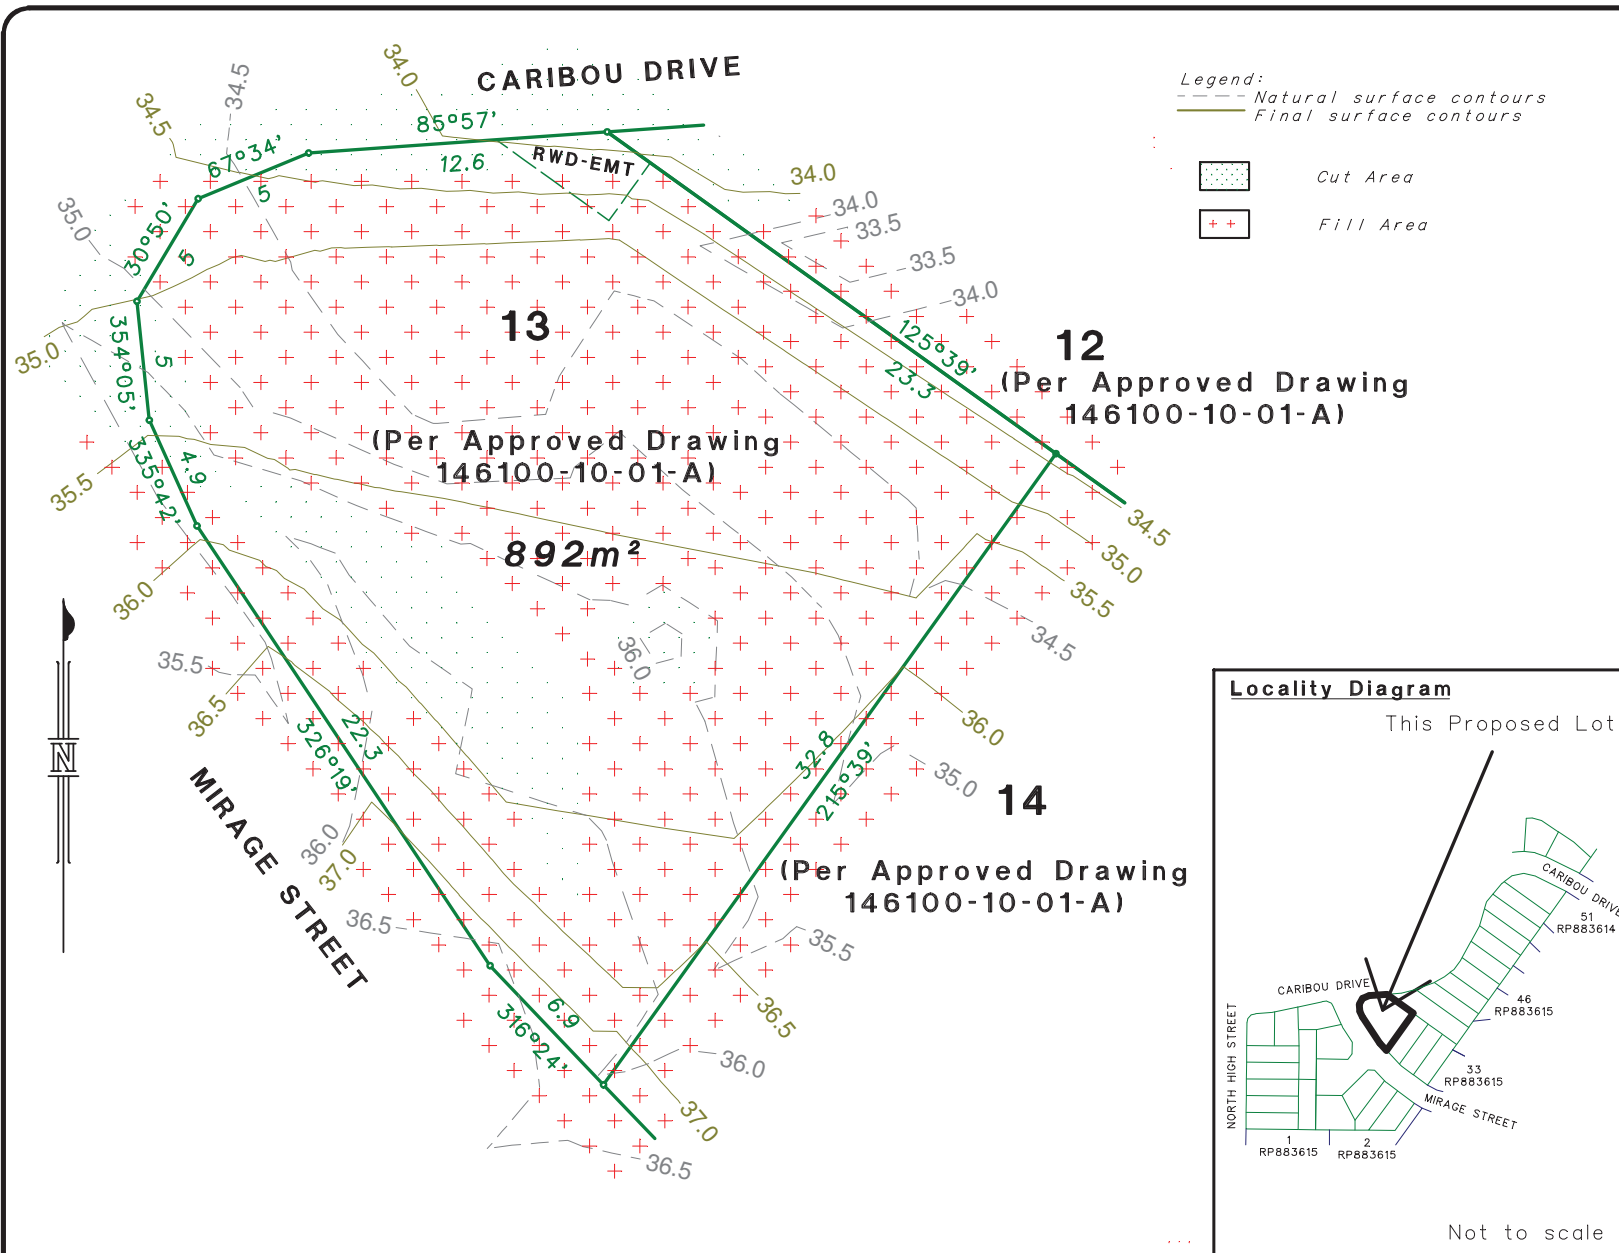 CARIBOU DRIVE
Legend:
Natural surface contours
Final surface contours
Cut Area
Fill Area
34.5
34.0
34.5
85°57'
12.6
RWD-EMT
67°34'
5
34.0
34.0
33.5
33.5
34.0
35.0
30°50'
5
35.0
354°05'
5
13
(Per Approved Drawing
146100-10-01-A)
892m²
125°39'
23.3
12
(Per Approved Drawing
146100-10-01-A)
335°42'
4.9
35.5
36.0
34.5
35.0
35.5
34.5
36.0
35.5
36.5
326°19'
22.3
32.8
215°39'
36.0
35.0
14
(Per Approved Drawing
146100-10-01-A)
N
MIRAGE STREET
36.0
37.0
36.5
35.5
36.5
316°24'
6.9
36.0
37.0
36.5
Locality Diagram
This Proposed Lot
CARIBOU DRIVE
51
RP883614
CARIBOU DRIVE
46
RP883615
NORTH HIGH STREET
33
RP883615
MIRAGE STREET
1
RP883615
2
RP883615
Not to scale